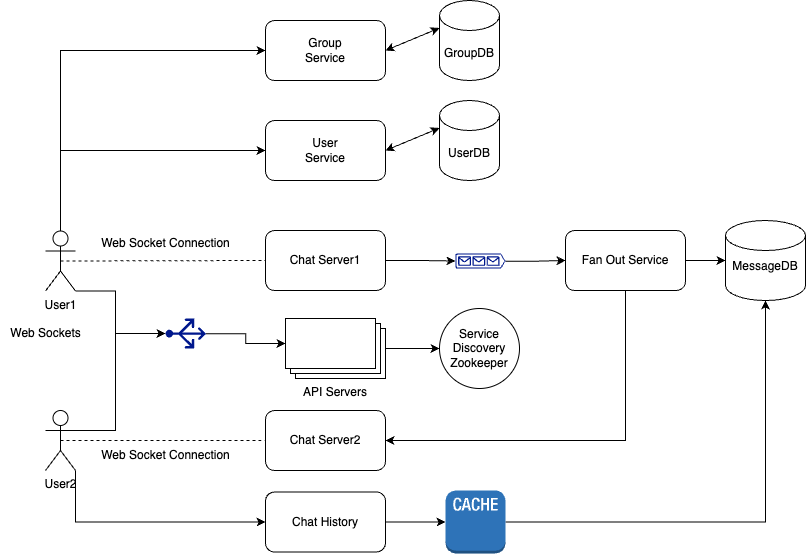 Group
Service
GroupDB
User
Service
UserDB
Web Socket Connection
Chat Server1
Fan Out Service
MessageDB
User1
Web Sockets
Service
Discovery
Zookeeper
API Servers
Chat Server2
Web Socket Connection
User2
CACHE
Chat History